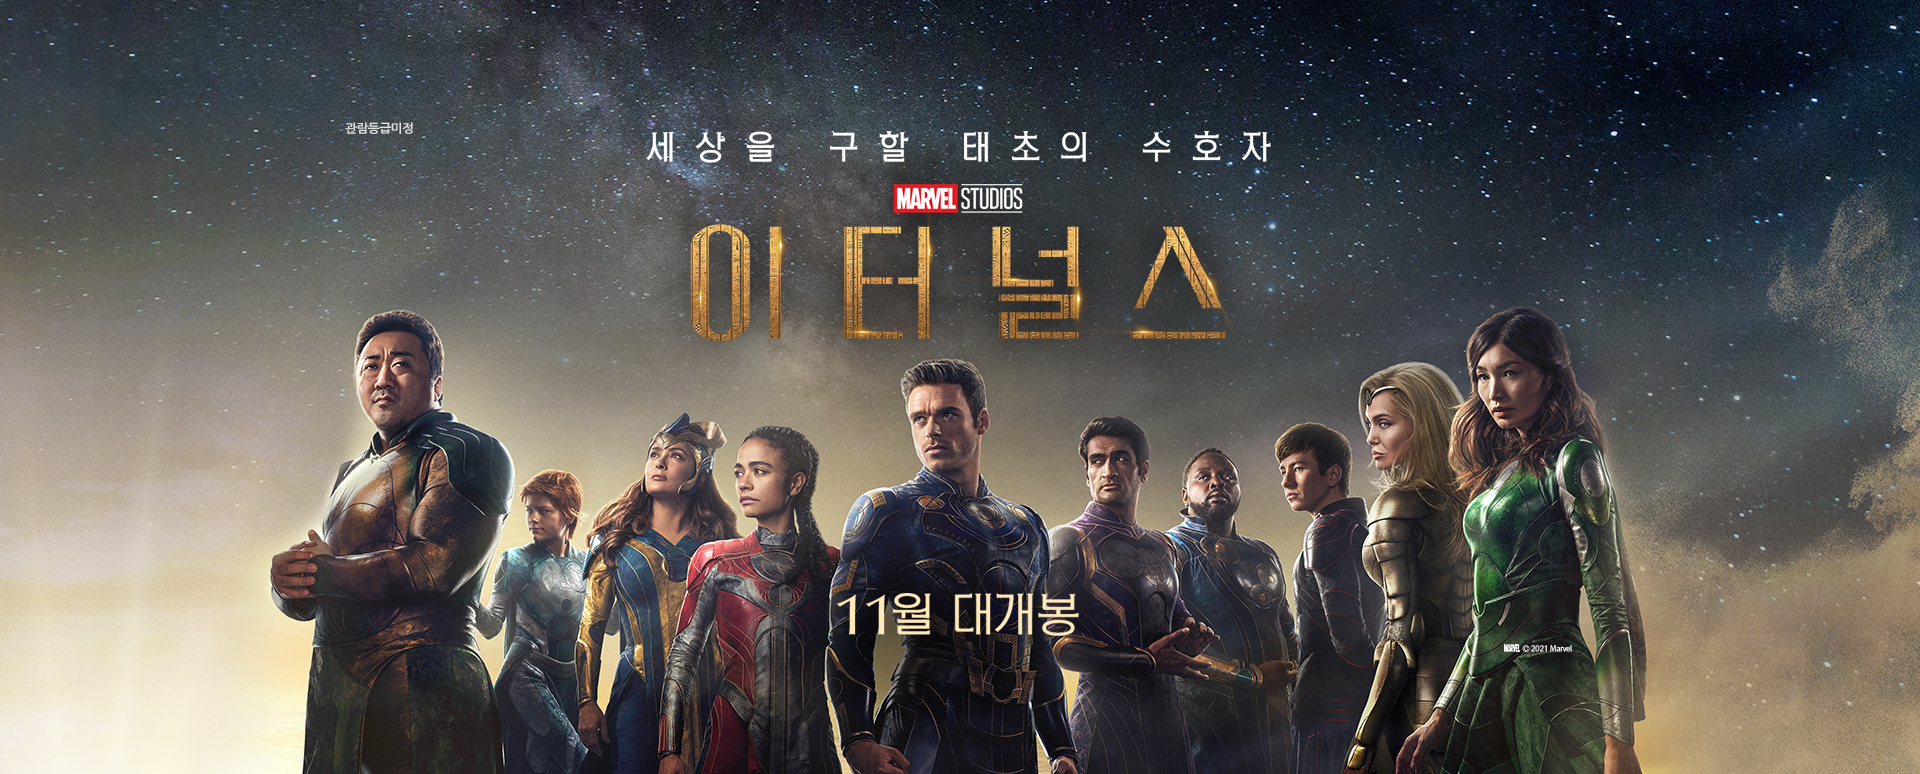 관람등급미정
세상을 구할 태초의 수호자
MARVEL STUDIOS
이터널스
11월 대개봉
MARVEL © 2021 Marvel